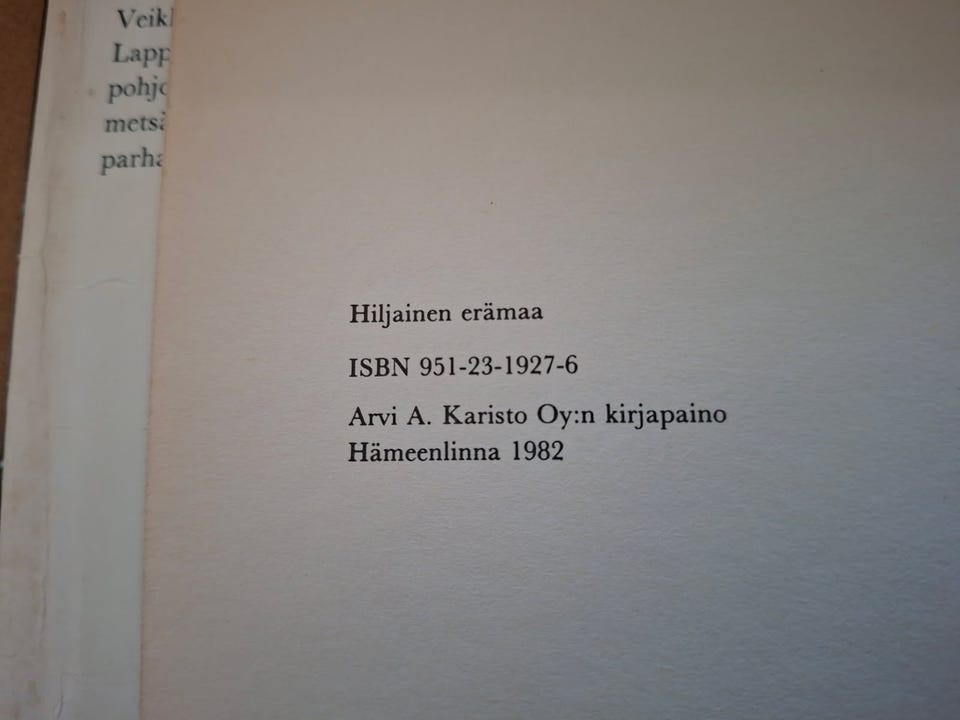 Hiljainen erämaa
ISBN 951-23-1927-6
Arvi A. Karisto Oy:n kirjapaino
Hämeenlinna 1982